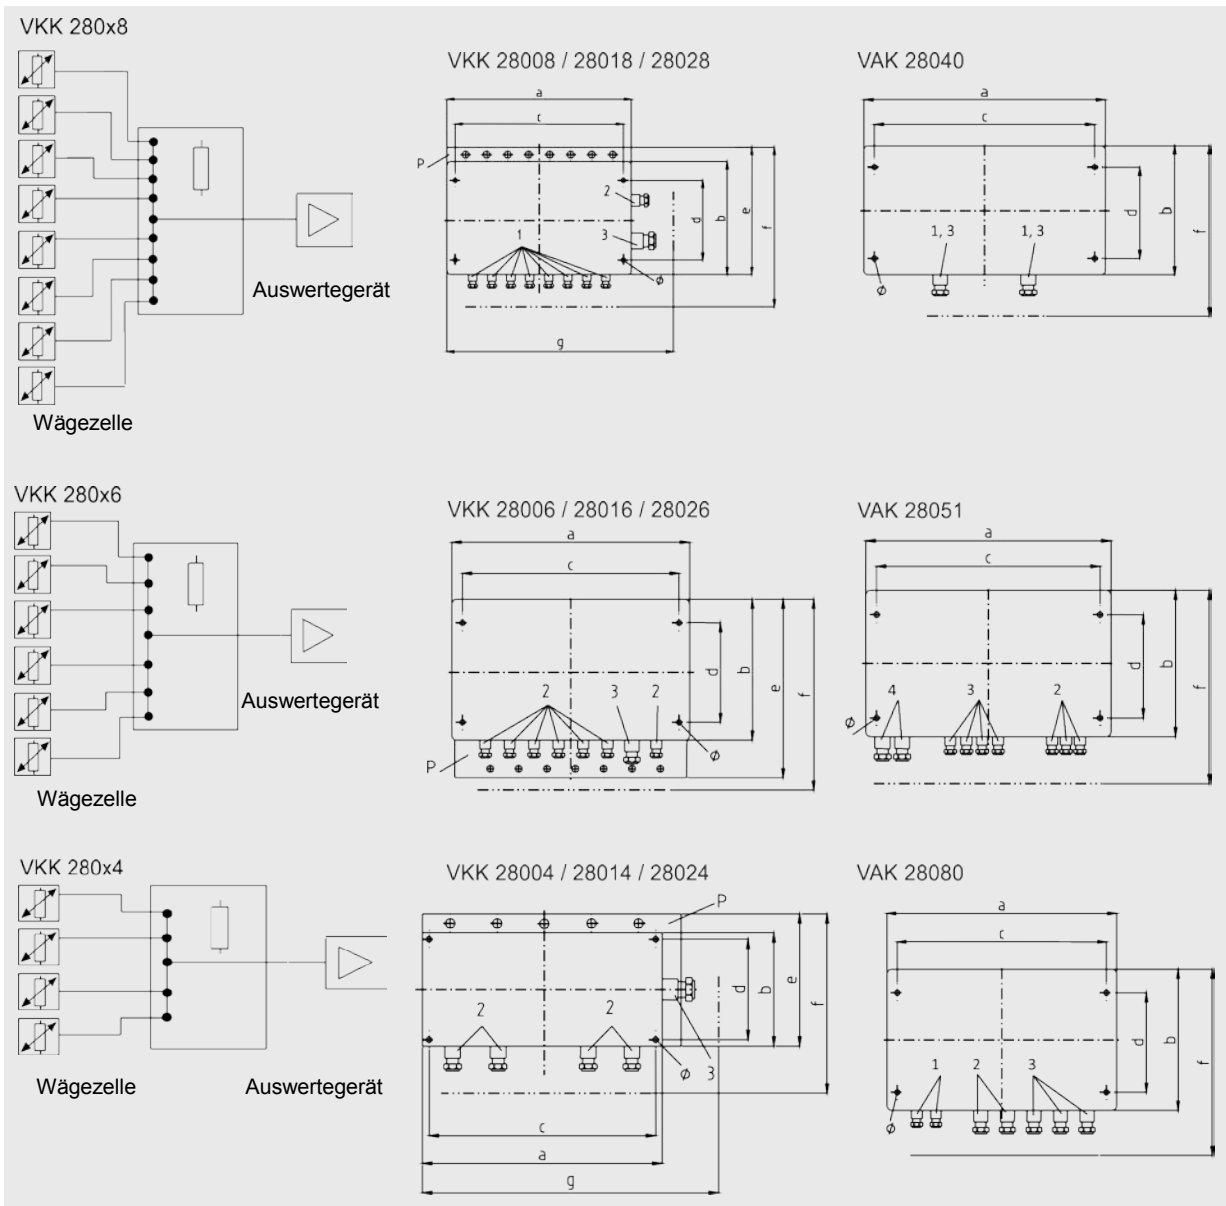 VKK 280x8
VKK 28008 / 28018 / 28028
VAK 28040
a
c
P
2
3
1
d
b
e
f
Ø
g
a
c
1, 3
1, 3
d
b
f
Ø
Auswertegerät
Wägezelle
VKK 280x6
VKK 28006 / 28016 / 28026
VAK 28051
a
c
2
3
2
d
b
e
f
P
Ø
a
c
4
3
2
d
b
f
Ø
Auswertegerät
Wägezelle
VKK 280x4
VKK 28004 / 28014 / 28024
VAK 28080
P
2
2
3
d
b
e
f
Ø
c
a
g
a
c
1
2
3
d
b
f
Ø
Wägezelle
Auswertegerät